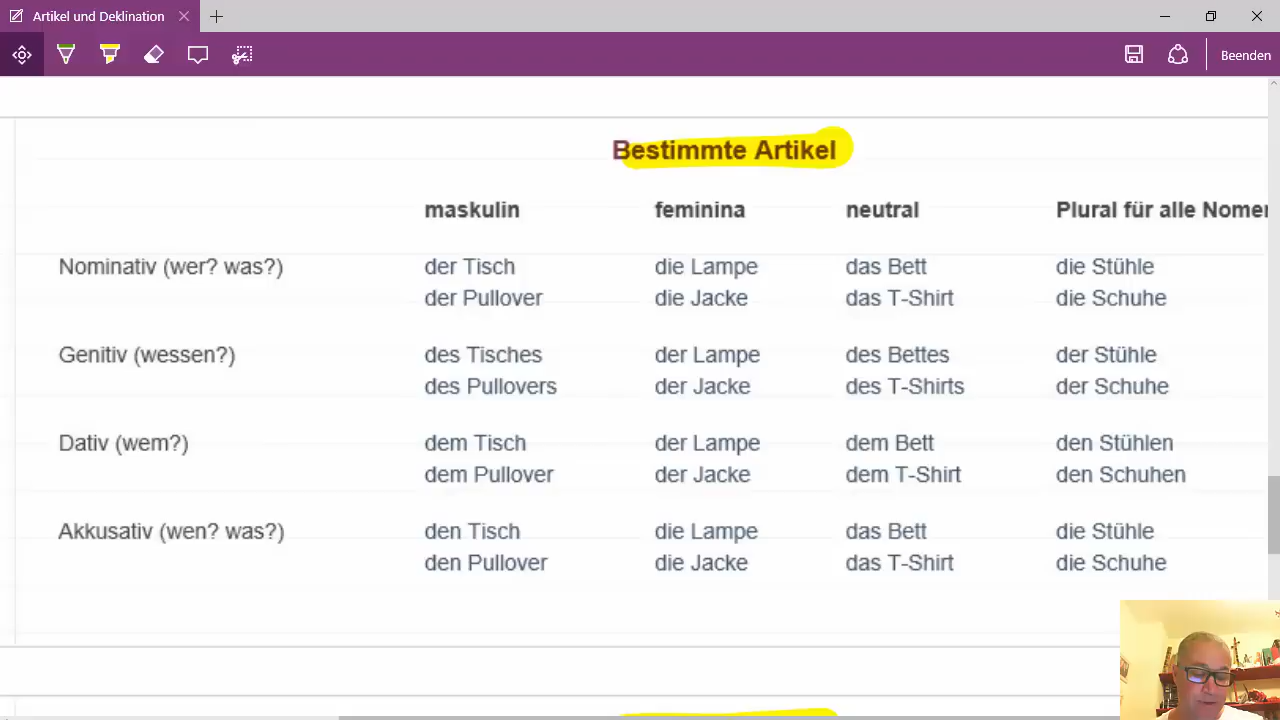 Artikel und Deklination
Beenden
Bestimmte Artikel
maskulin feminina neutral Plural für alle Nomen
Nominativ (wer? was?) der Tisch die Lampe das Bett die Stühle
der Pullover die Jacke das T-Shirt die Schuhe
Genitiv (wessen?) des Tisches der Lampe des Bettes der Stühle
des Pullovers der Jacke des T-Shirts der Schuhe
Dativ (wem?) dem Tisch der Lampe dem Bett den Stühlen
dem Pullover der Jacke dem T-Shirt den Schuhen
Akkusativ (wen? was?) den Tisch die Lampe das Bett die Stühle
den Pullover die Jacke das T-Shirt die Schuhe